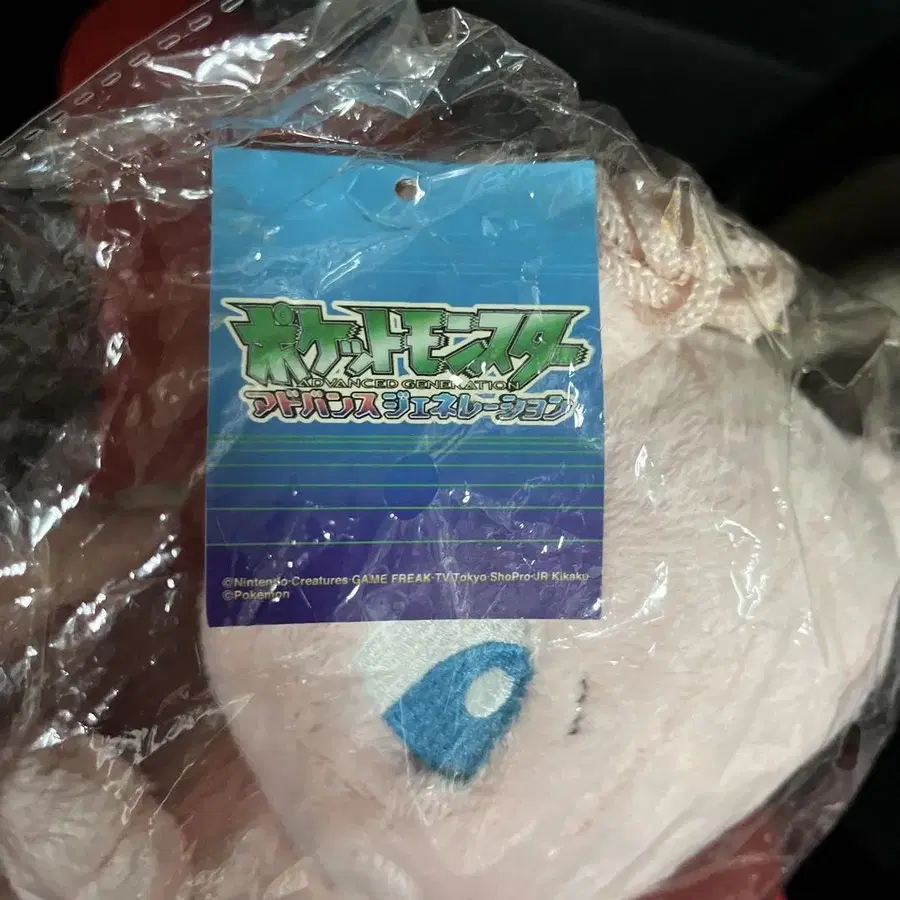 ポケットモンスター
ADVANCED GENERATION
アドバンスジェネレーション
©Nintendo·Creatures·GAME FREAK·TV Tokyo·ShoPro·JR Kikaku
©Pokémon